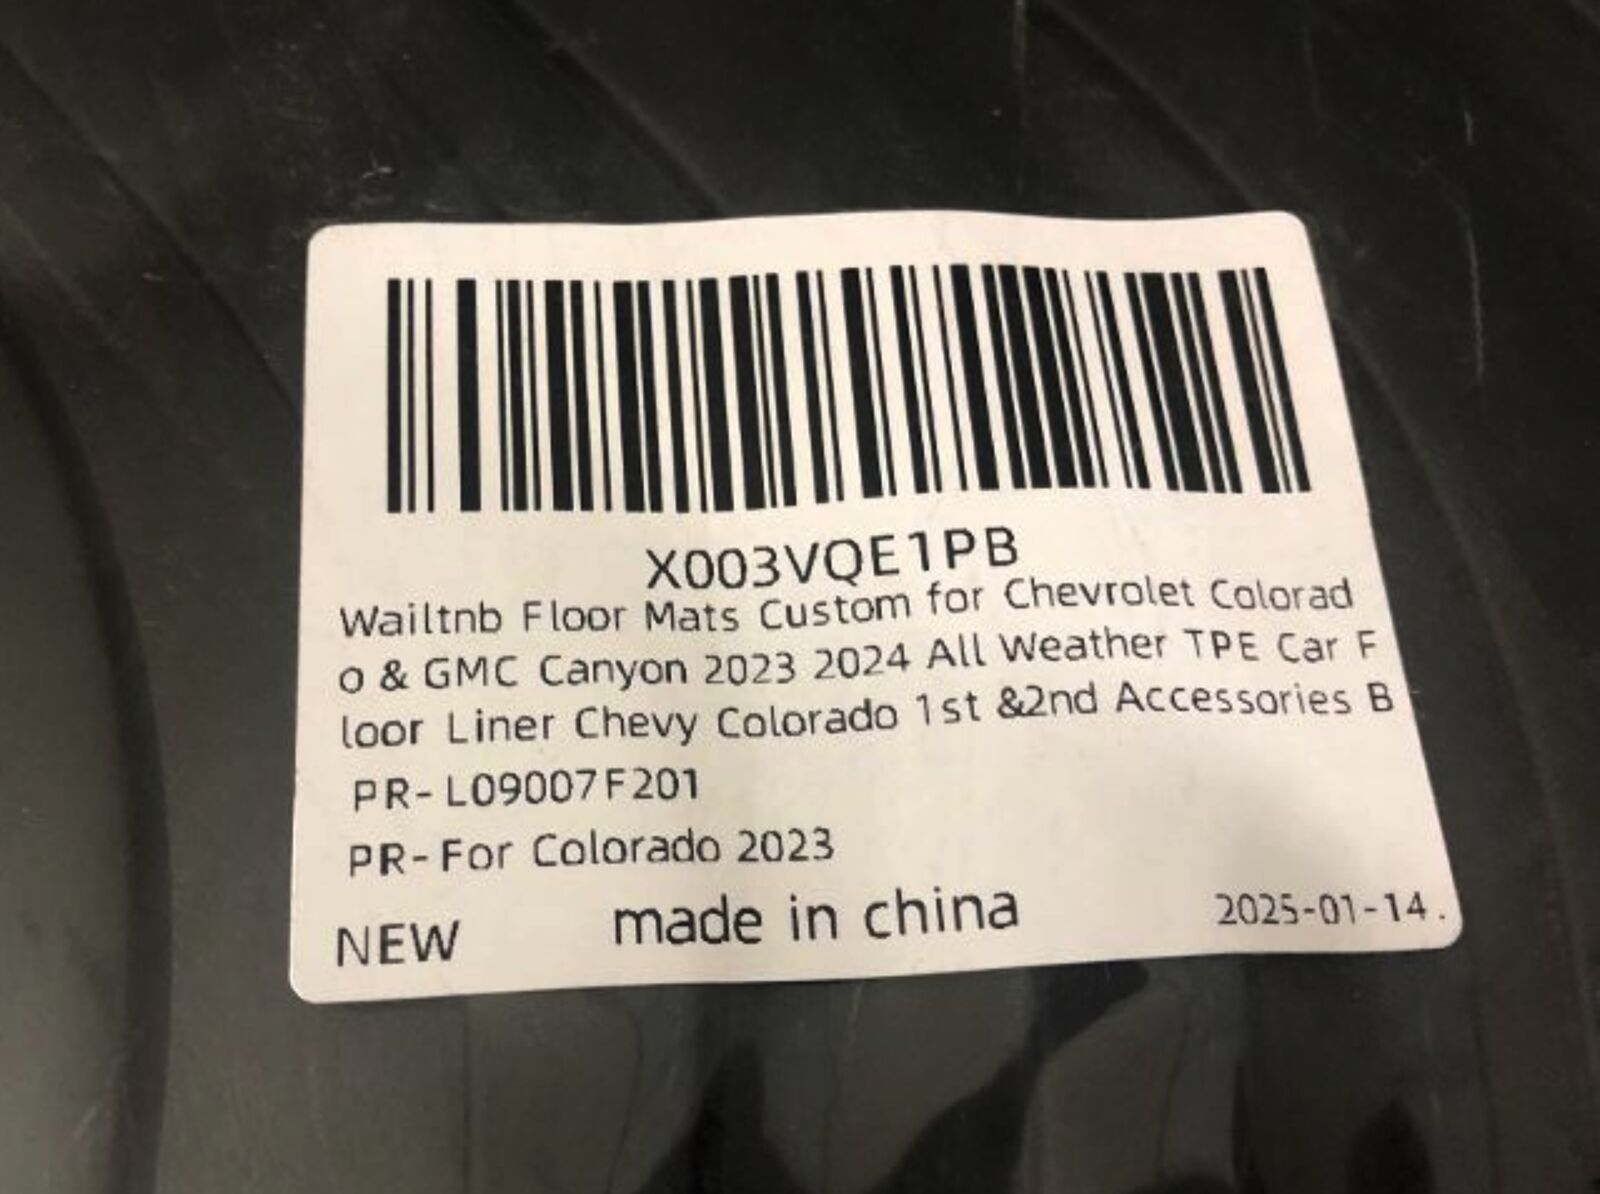 X003VQE1PB
Wailtnb Floor Mats Custom for Chevrolet Colorad
o & GMC Canyon 2023 2024 All Weather TPE Car F
loor Liner Chevy Colorado 1st &2nd Accessories B
PR-L09007F201
PR-For Colorado 2023
NEW made in china 2025-01-14.